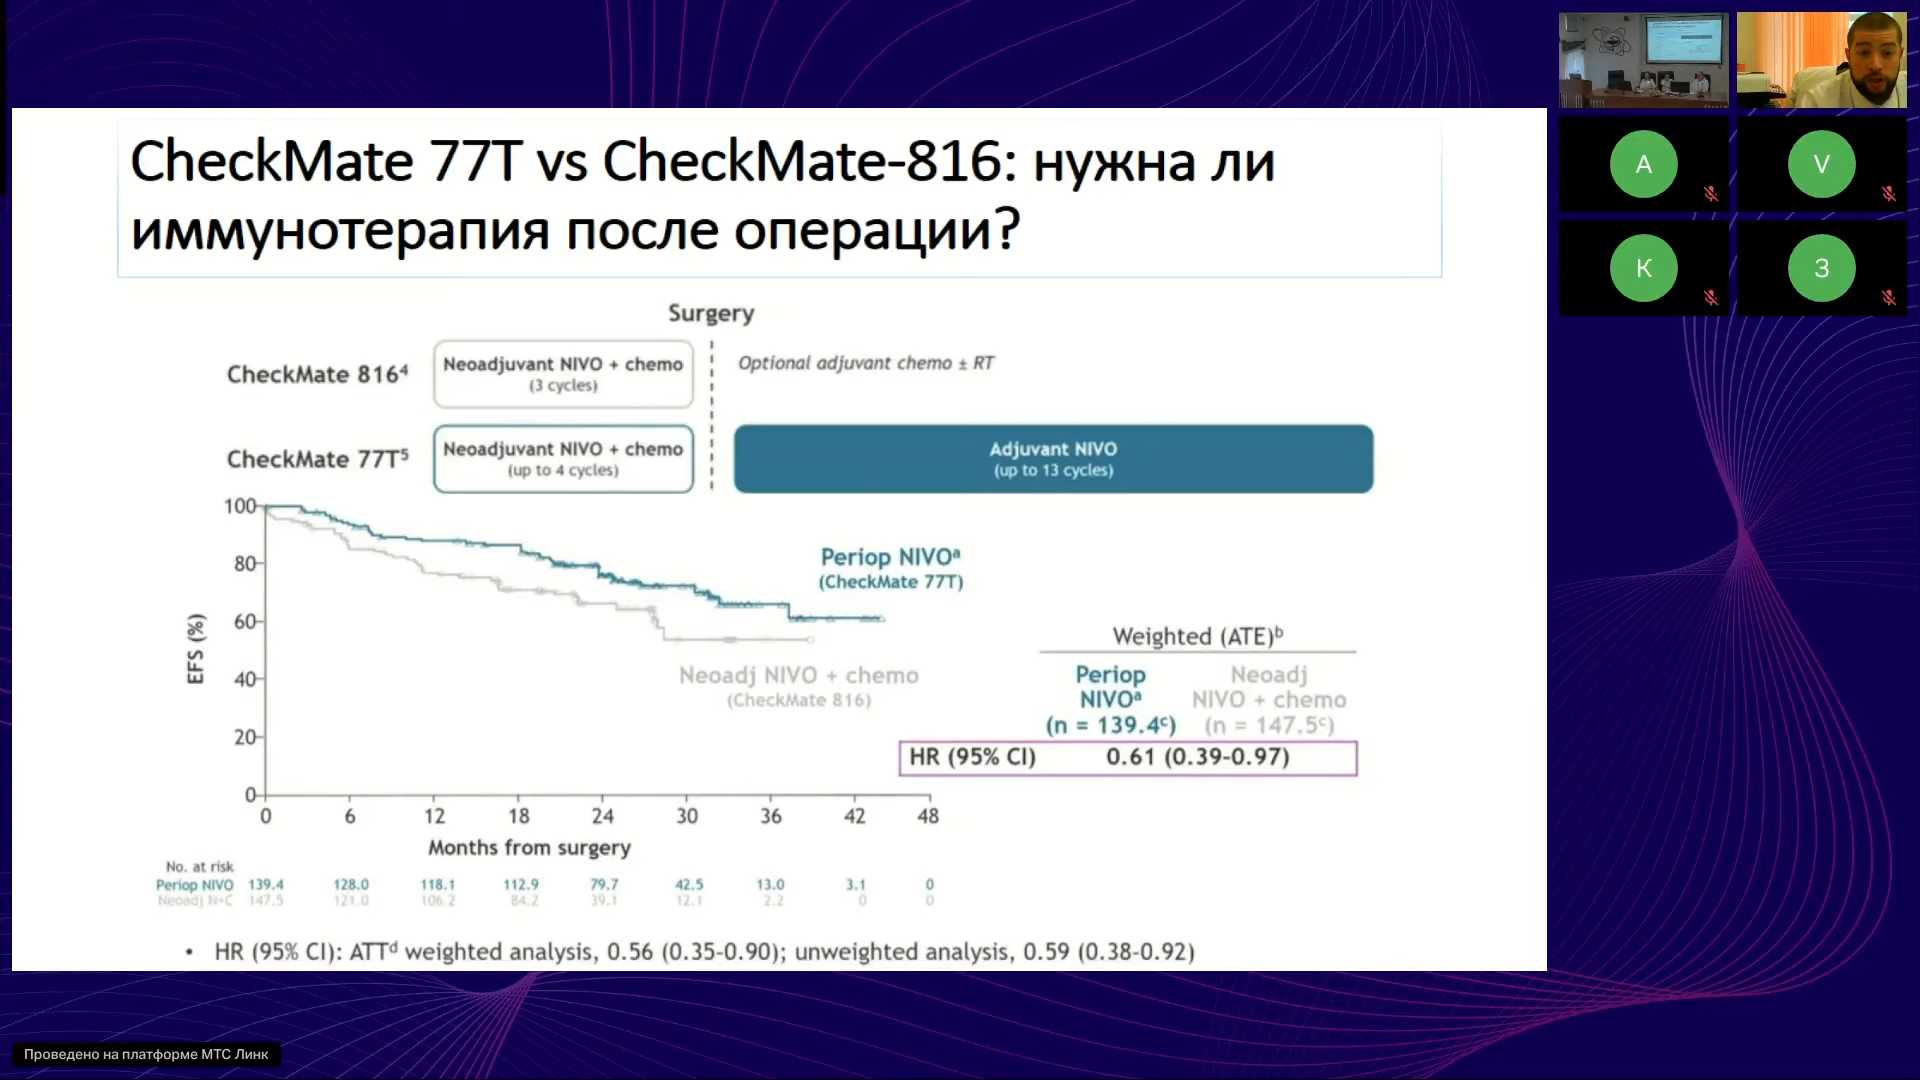 CheckMate 77T vs CheckMate-816: нужна ли
иммунотерапия после операции?
Surgery
CheckMate 816⁴
Neoadjuvant NIVO + chemo
(3 cycles)
Optional adjuvant chemo ± RT
CheckMate 77T⁵
Neoadjuvant NIVO + chemo
(up to 4 cycles)
Adjuvant NIVO
(up to 13 cycles)
100
80
60
40
20
0
EFS (%)
Periop NIVOᵃ
(CheckMate 77T)
Neoadj NIVO + chemo
(CheckMate 816)
Weighted (ATE)ᵇ
Periop
NIVOᵃ
(n = 139.4ᶜ)
Neoadj
NIVO + chemo
(n = 147.5ᶜ)
HR (95% CI) 0.61 (0.39-0.97)
0 6 12 18 24 30 36 42 48
Months from surgery
No. at risk
Periop NIVO 139.4 128.0 118.1 112.9 79.7 42.5 13.0 3.1 0
Neoadj N+C 147.5 121.0 106.2 84.2 39.1 12.1 2.2 0 0
• HR (95% CI): ATTᵈ weighted analysis, 0.56 (0.35-0.90); unweighted analysis, 0.59 (0.38-0.92)
A
V
К
З
Проведено на платформе МТС Линк